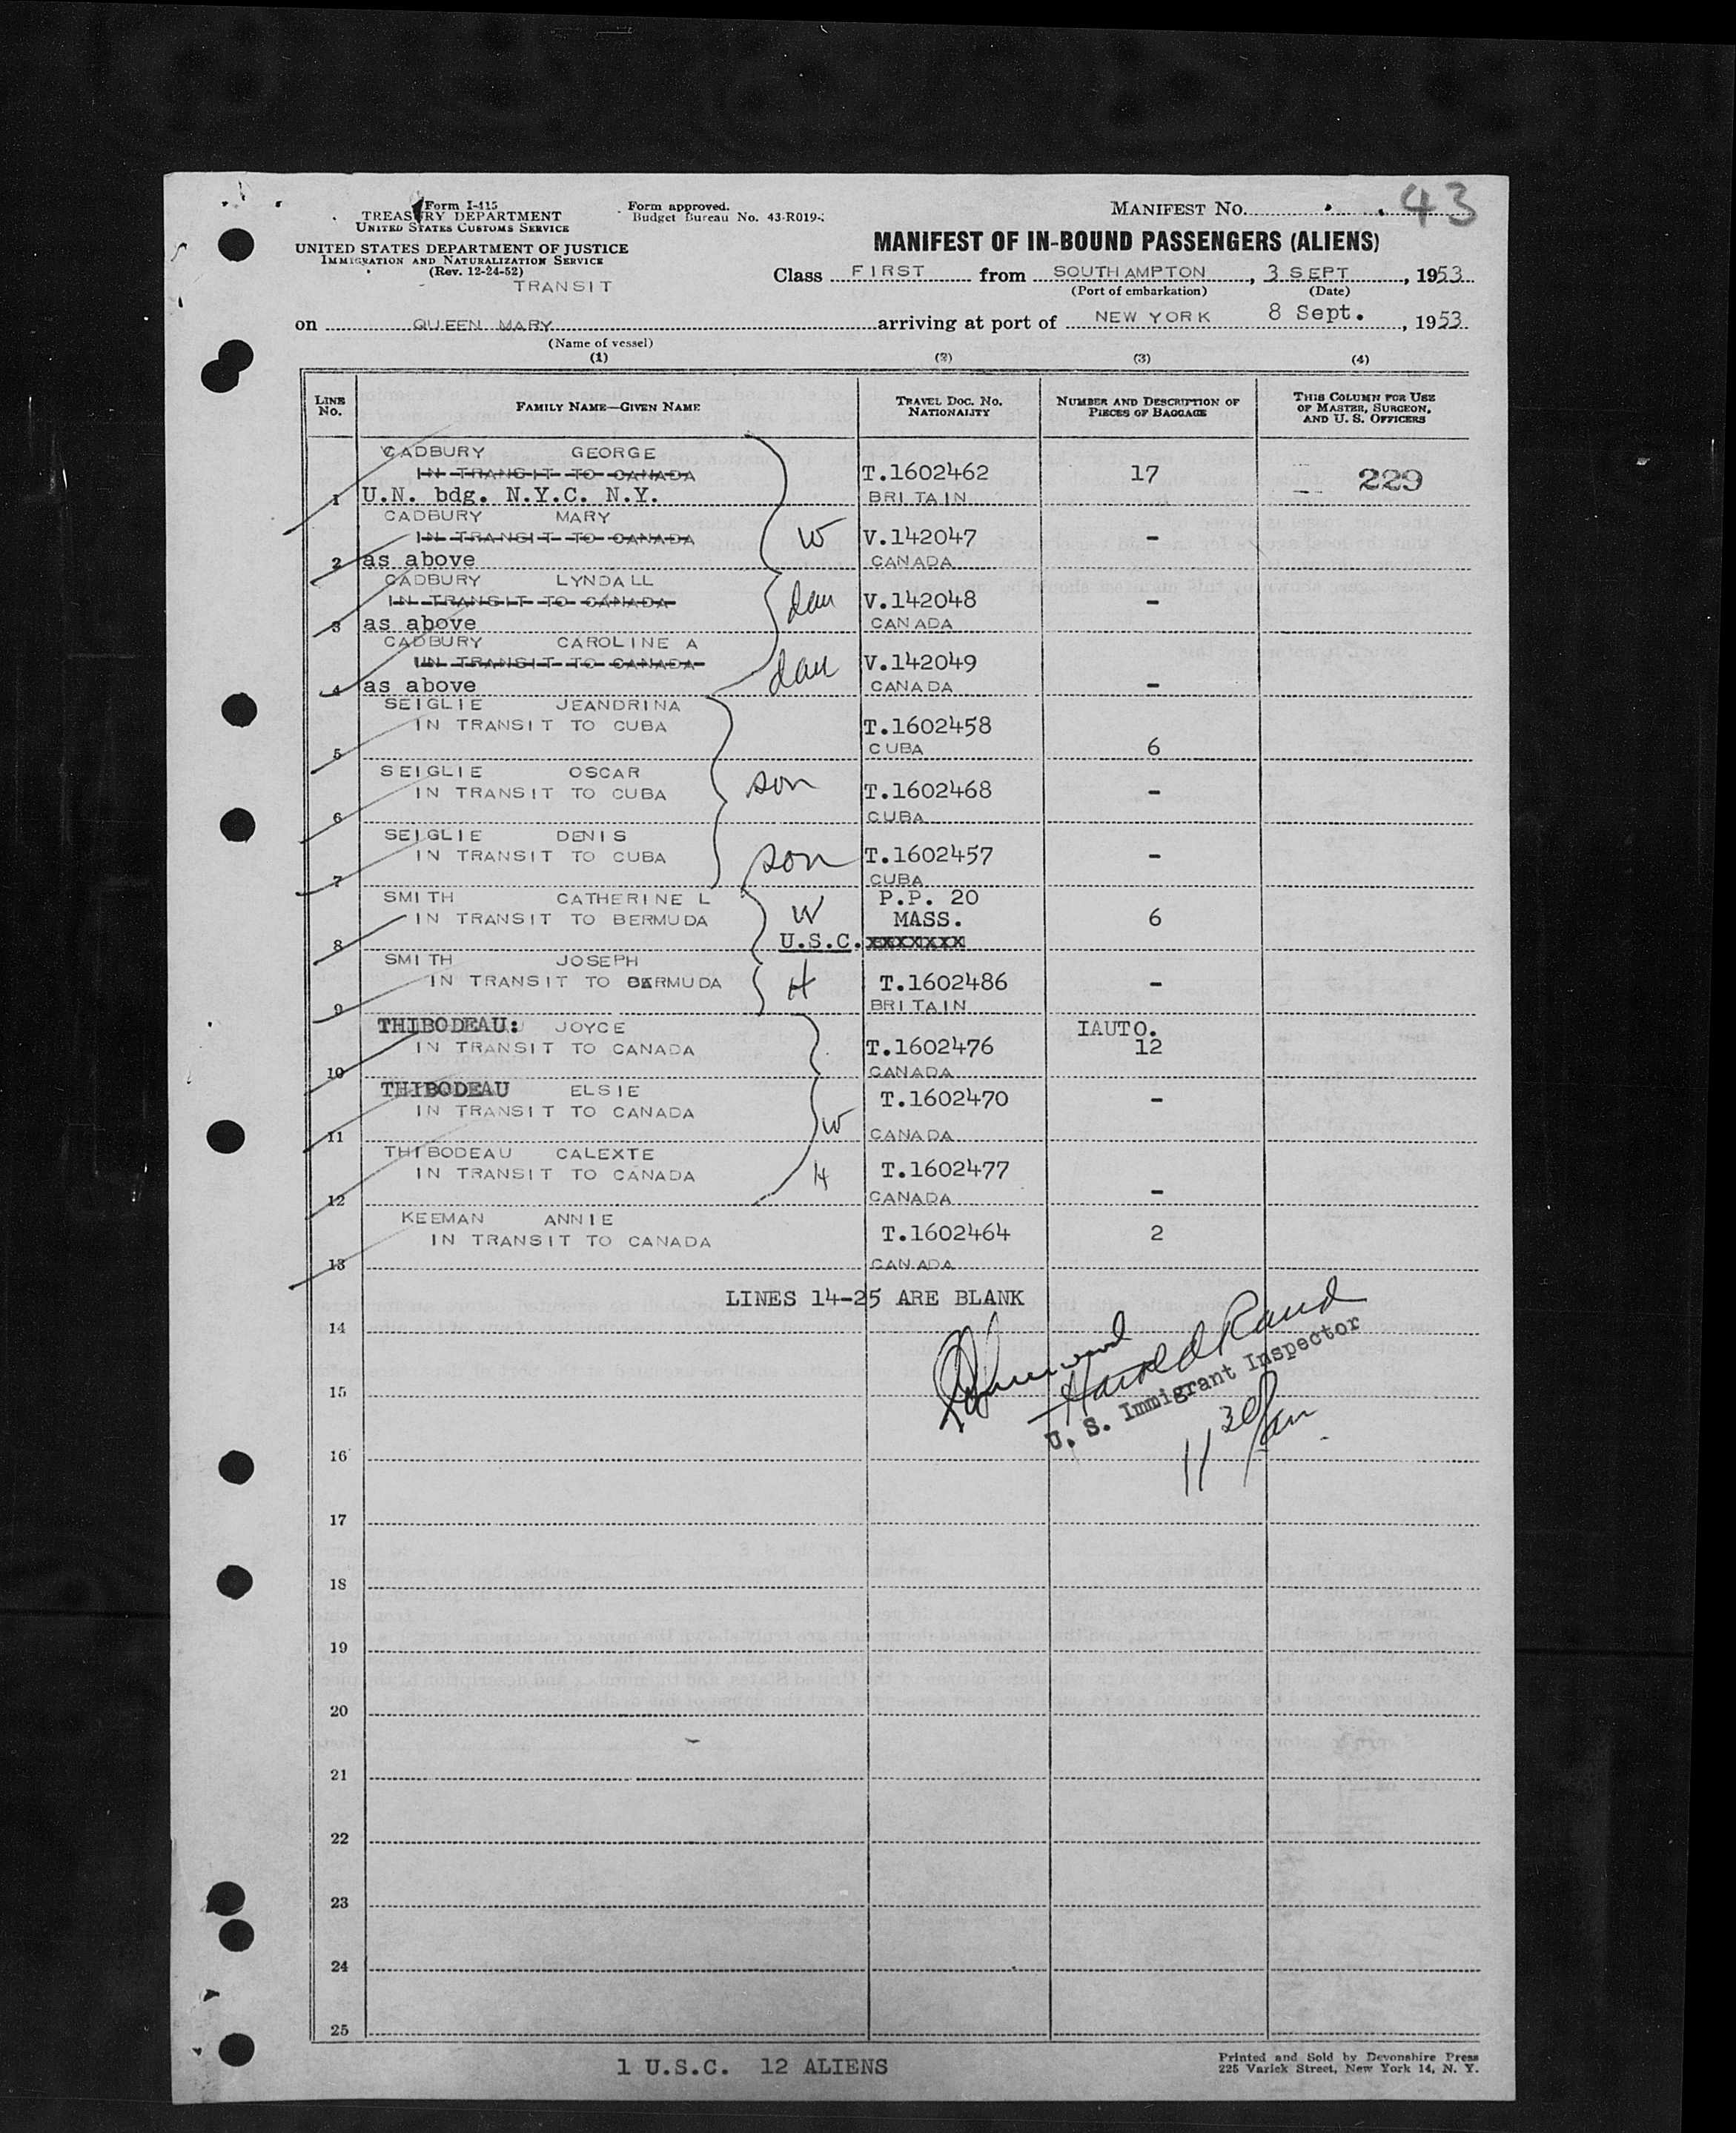 Form I-415
TREASURY DEPARTMENT
UNITED STATES CUSTOMS SERVICE
UNITED STATES DEPARTMENT OF JUSTICE
IMMIGRATION AND NATURALIZATION SERVICE
(Rev. 12-24-52)
TRANSIT
Form approved.
Budget Bureau No. 43-R019-
MANIFEST No. 43
MANIFEST OF IN-BOUND PASSENGERS (ALIENS)
Class FIRST from SOUTHAMPTON, 3 SEPT, 1953
(Port of embarkation) (Date)
on QUEEN MARY arriving at port of NEW YORK 8 Sept., 1953
(Name of vessel)
(1) (2) (3) (4)
LINE No. FAMILY NAME—GIVEN NAME TRAVEL DOC. NO. NATIONALITY NUMBER AND DESCRIPTION OF PIECES OF BAGGAGE THIS COLUMN FOR USE OF MASTER, SURGEON, AND U. S. OFFICERS
CADBURY GEORGE
IN TRANSIT TO CANADA T.1602462 17 229
1 U.N. bdg. N.Y.C. N.Y. BRITAIN
CADBURY MARY
IN TRANSIT TO CANADA W V.142047 -
2 as above CANADA
CADBURY LYNDALL
IN TRANSIT TO CANADA dau V.142048 -
3 as above CANADA
CADBURY CAROLINE A
IN TRANSIT TO CANADA dau V.142049
4 as above CANADA -
SEIGLIE JEANDRINA
IN TRANSIT TO CUBA T.1602458
5 CUBA 6
SEIGLIE OSCAR
IN TRANSIT TO CUBA son T.1602468 -
6 CUBA
SEIGLIE DENIS
IN TRANSIT TO CUBA son T.1602457 -
7 CUBA
SMITH CATHERINE L W P.P. 20
IN TRANSIT TO BERMUDA MASS. 6
8 U.S.C. XXXXXXX
SMITH JOSEPH
IN TRANSIT TO BERMUDA H T.1602486 -
9 BRITAIN
THIBODEAU: JOYCE IAUTO.
IN TRANSIT TO CANADA T.1602476 12
10 CANADA
THIBODEAU ELSIE T.1602470 -
IN TRANSIT TO CANADA W
11 CANADA
THIBODEAU CALEXTE
IN TRANSIT TO CANADA H T.1602477
12 CANADA -
KEEMAN ANNIE
IN TRANSIT TO CANADA T.1602464 2
13 CANADA
LINES 14-25 ARE BLANK
14
Harold Rand
U. S. Immigrant Inspector
15
11 30 am
16
17
18
19
20
21
22
23
24
25
1 U.S.C. 12 ALIENS
Printed and Sold by Devonshire Press
225 Varick Street, New York 14, N. Y.